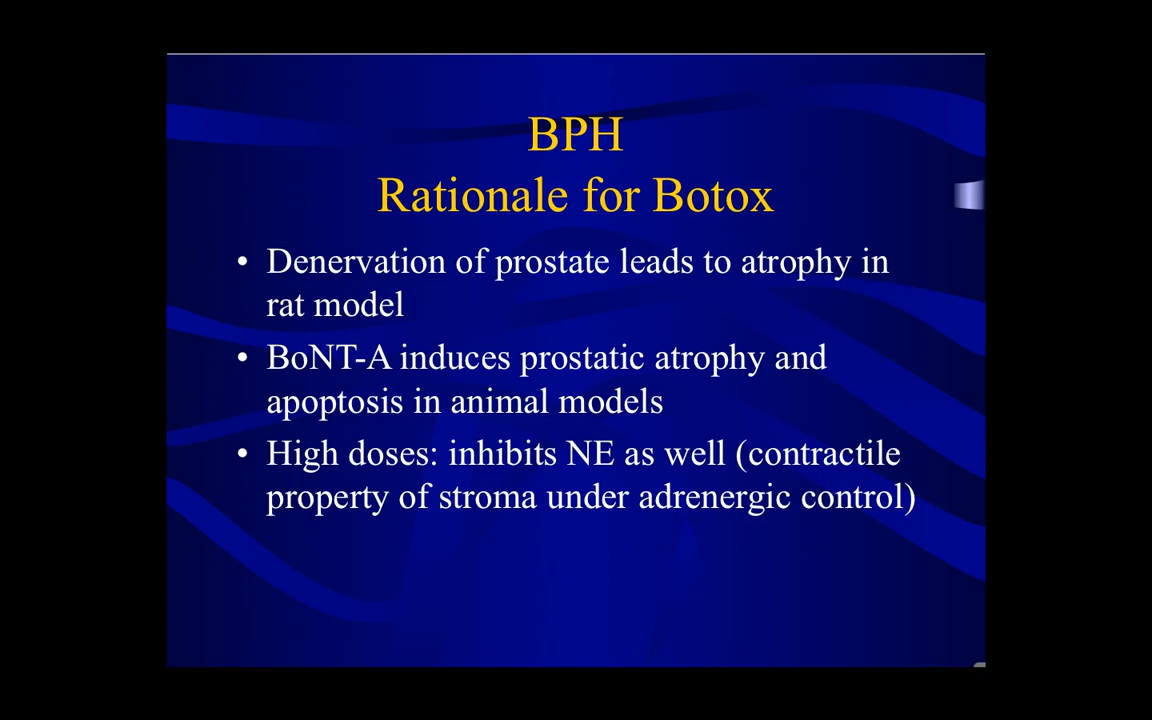 BPH
Rationale for Botox
• Denervation of prostate leads to atrophy in
rat model
• BoNT-A induces prostatic atrophy and
apoptosis in animal models
• High doses: inhibits NE as well (contractile
property of stroma under adrenergic control)